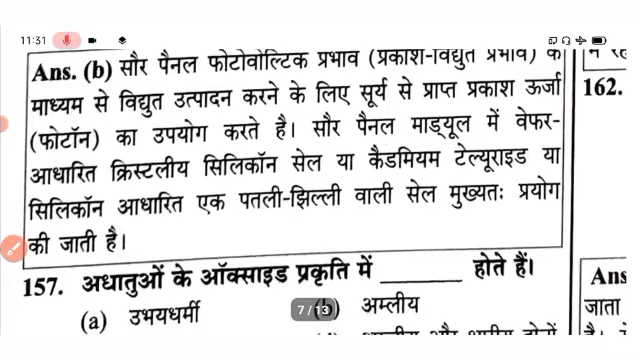 11:31
Ans. (b) सौर पैनल फोटोवोल्टिक प्रभाव (प्रकाश-विद्युत प्रभाव) के
माध्यम से विद्युत उत्पादन करने के लिए सूर्य से प्राप्त प्रकाश ऊर्जा
(फोटॉन) का उपयोग करते है। सौर पैनल माड्यूल में वेफर-
आधारित क्रिस्टलीय सिलिकॉन सेल या कैडमियम टेल्यूराइड या
सिलिकॉन आधारित एक पतली-झिल्ली वाली सेल मुख्यतः प्रयोग
की जाती है।
157. अधातुओं के ऑक्साइड प्रकृति में ________ होते हैं।
(a) उभयधर्मी (b) अम्लीय
7/13
162.
Ans
जाता